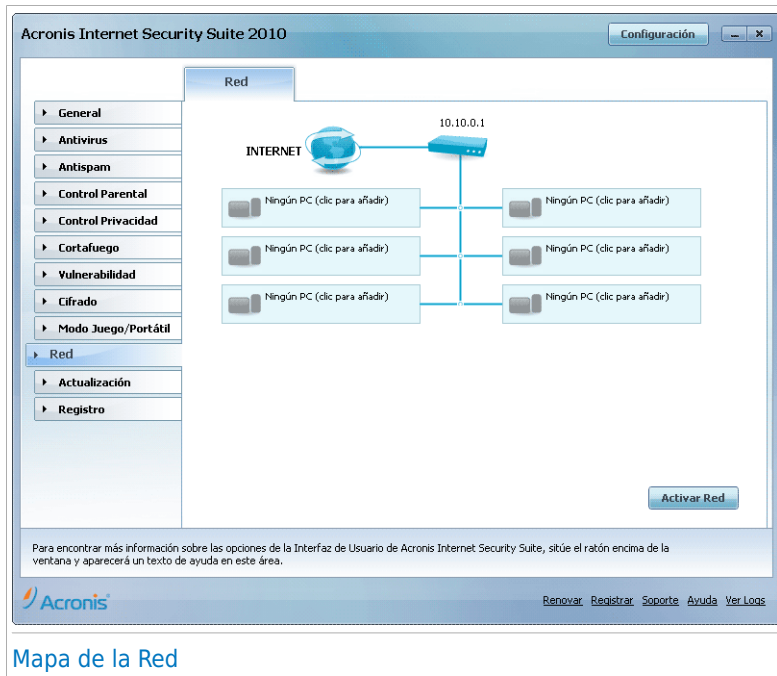 Acronis Internet Security Suite 2010
Configuración
Red
General
Antivirus
Antispam
Control Parental
Control Privacidad
Cortafuego
Vulnerabilidad
Cifrado
Modo Juego/Portátil
Red
Actualización
Registro
INTERNET
10.10.0.1
Ningún PC (clic para añadir)
Ningún PC (clic para añadir)
Ningún PC (clic para añadir)
Ningún PC (clic para añadir)
Ningún PC (clic para añadir)
Ningún PC (clic para añadir)
Activar Red
Para encontrar más información sobre las opciones de la Interfaz de Usuario de Acronis Internet Security Suite, sitúe el ratón encima de la
ventana y aparecerá un texto de ayuda en este área.
Acronis
Renovar Registrar Soporte Ayuda Ver Logs
Mapa de la Red